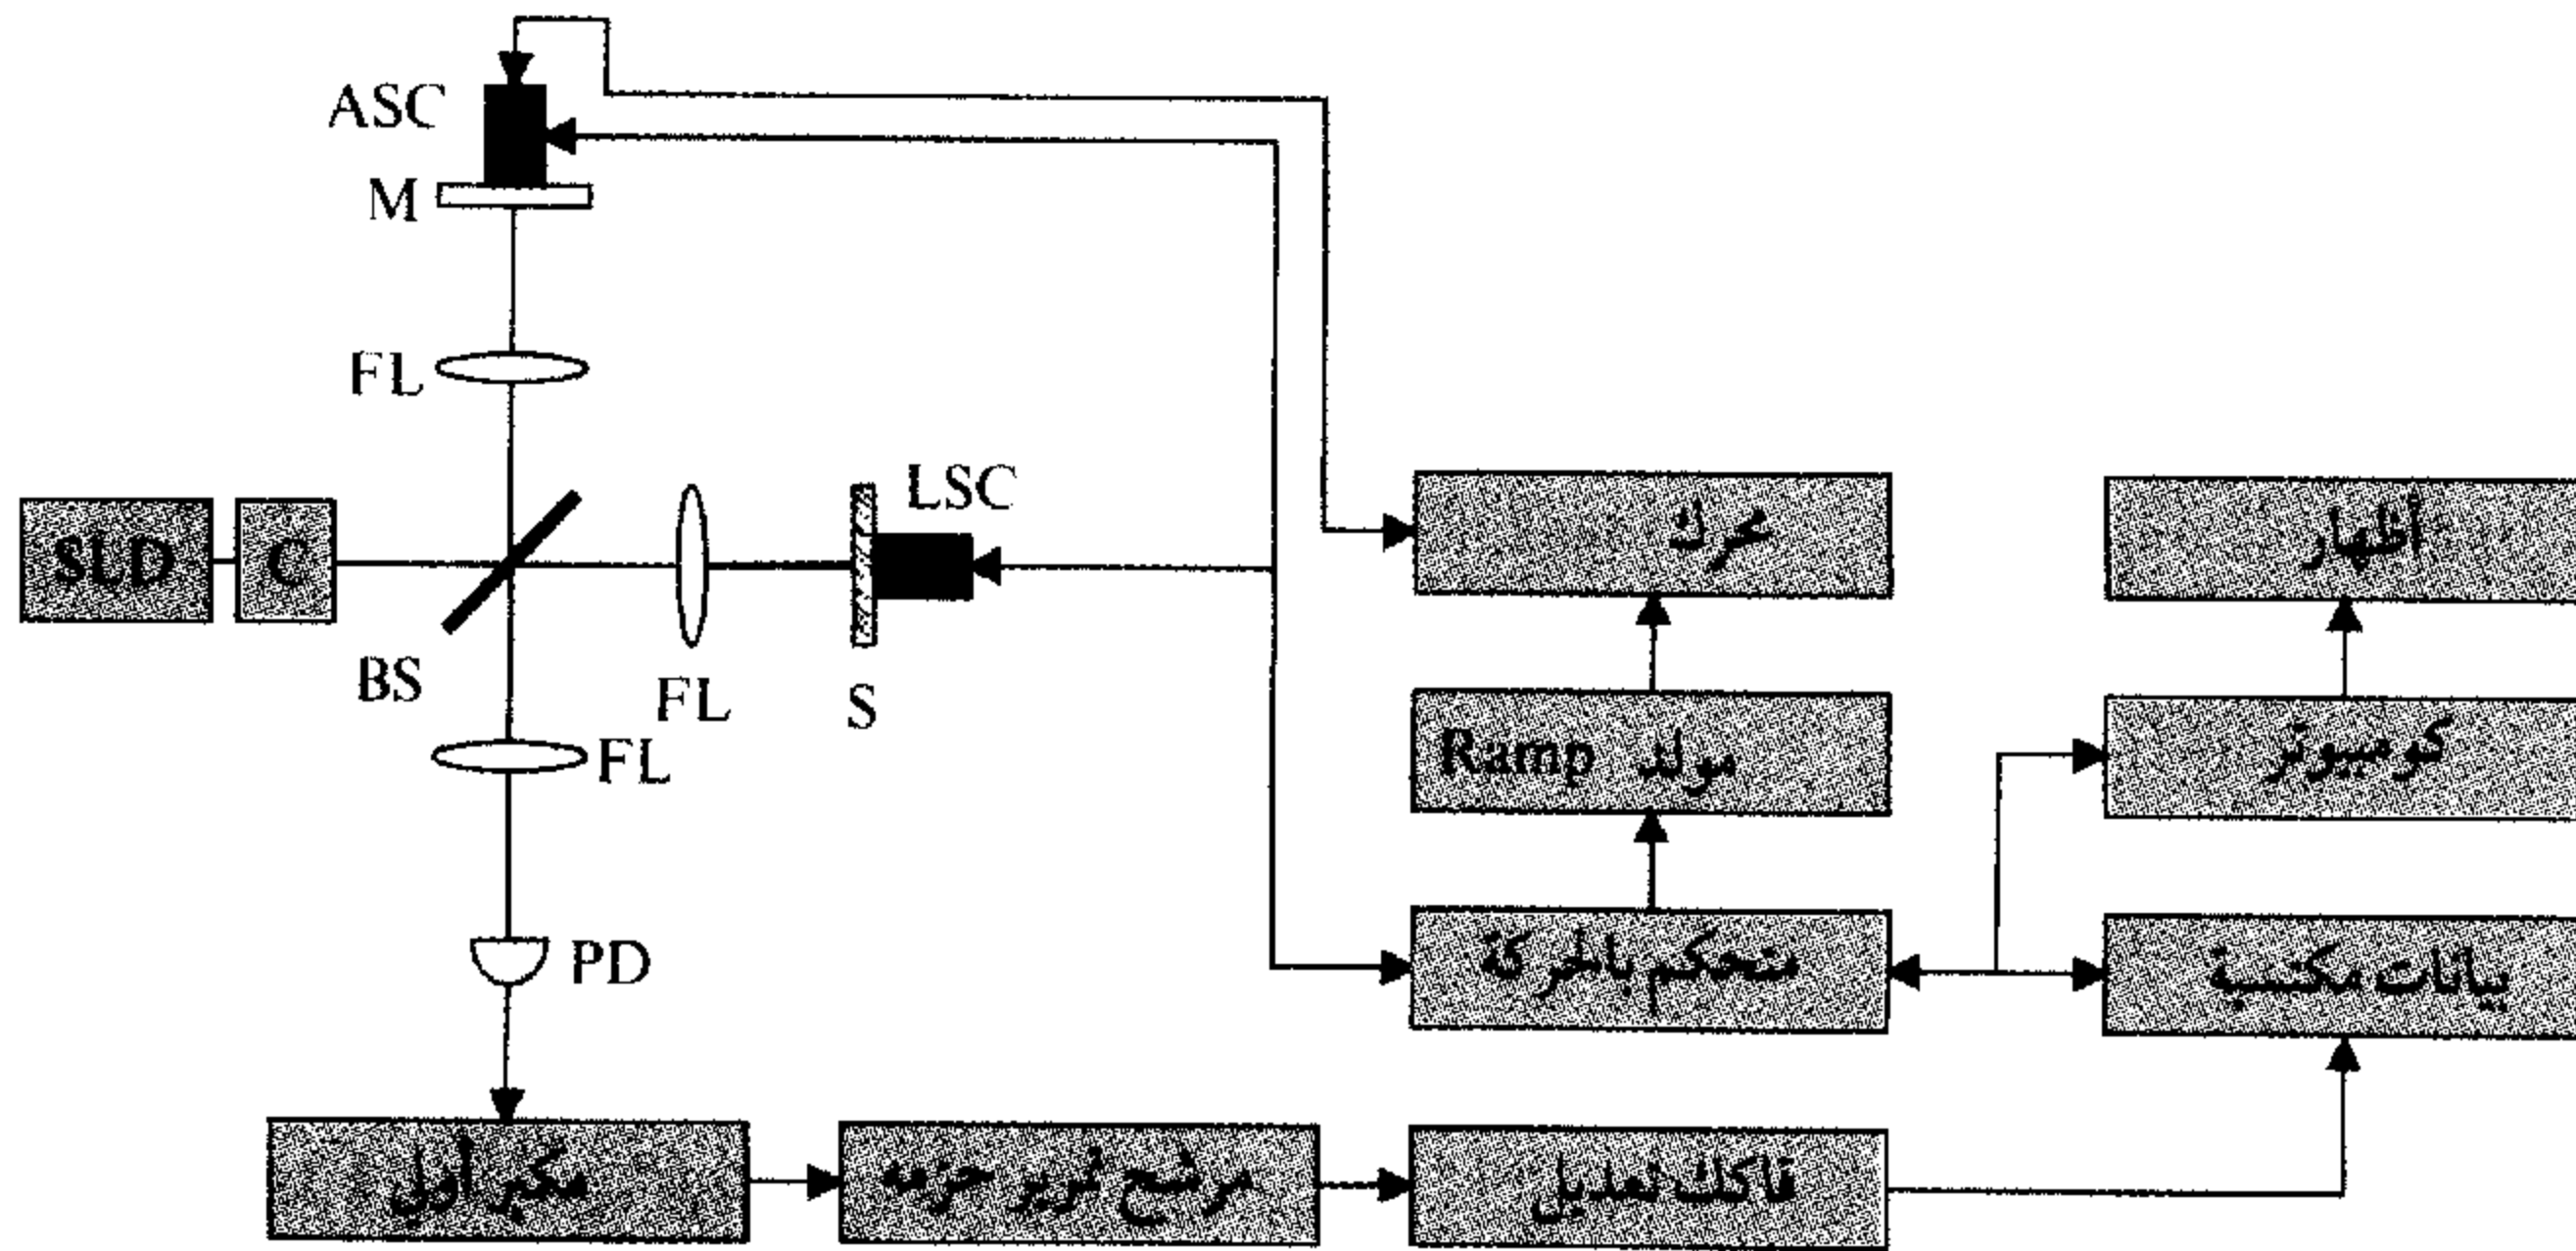 ASC
M
FL
LSC
SLD
C
BS
FL
S
FL
PD
محرك
أظهار
مولد Ramp
كومبيوتر
متحكم بالحركة
بيانات مكتسبة
مكبر أولي
مرشح تمرير حزمه
فاكك تعديل